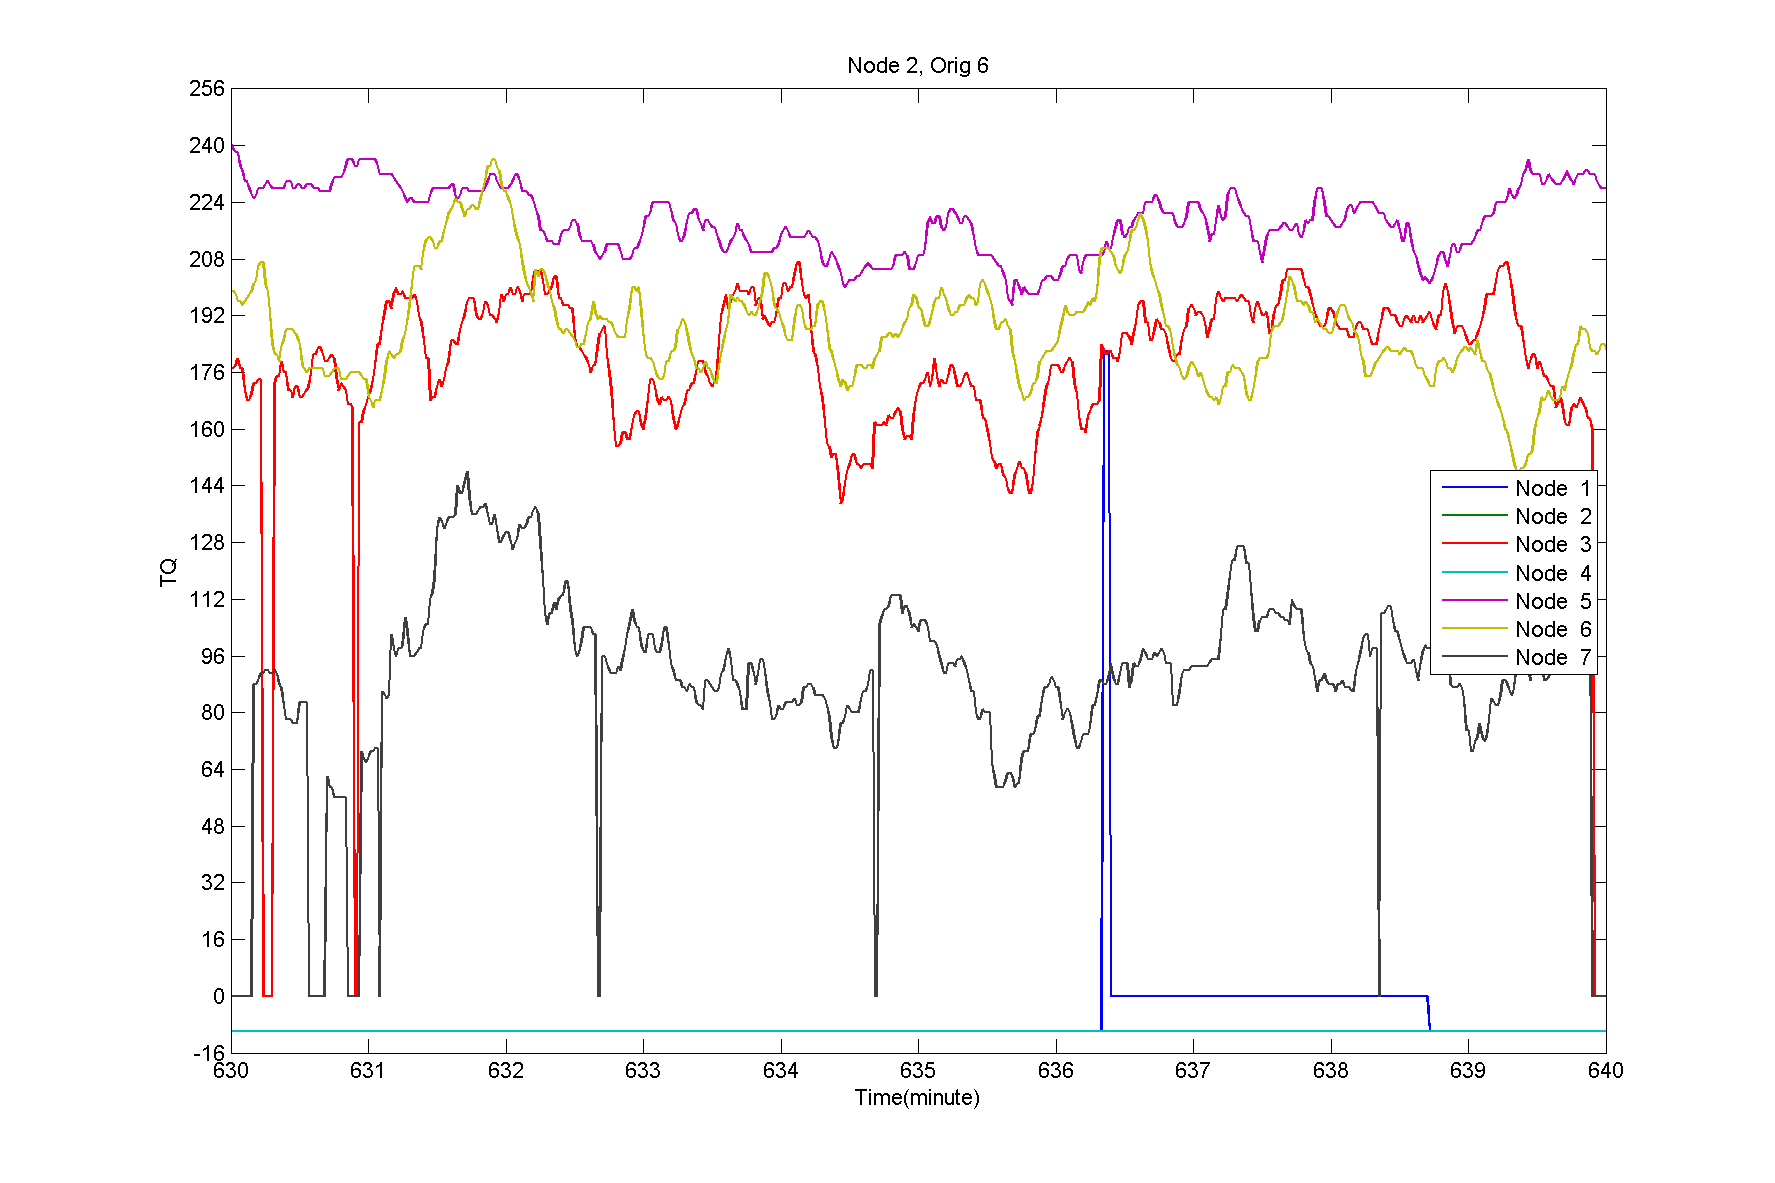 Node 2, Orig 6
256
240
224
208
192
176
160
144
128
112
96
80
64
48
32
16
0
-16
TQ
Node 1
Node 2
Node 3
Node 4
Node 5
Node 6
Node 7
630 631 632 633 634 635 636 637 638 639 640
Time(minute)